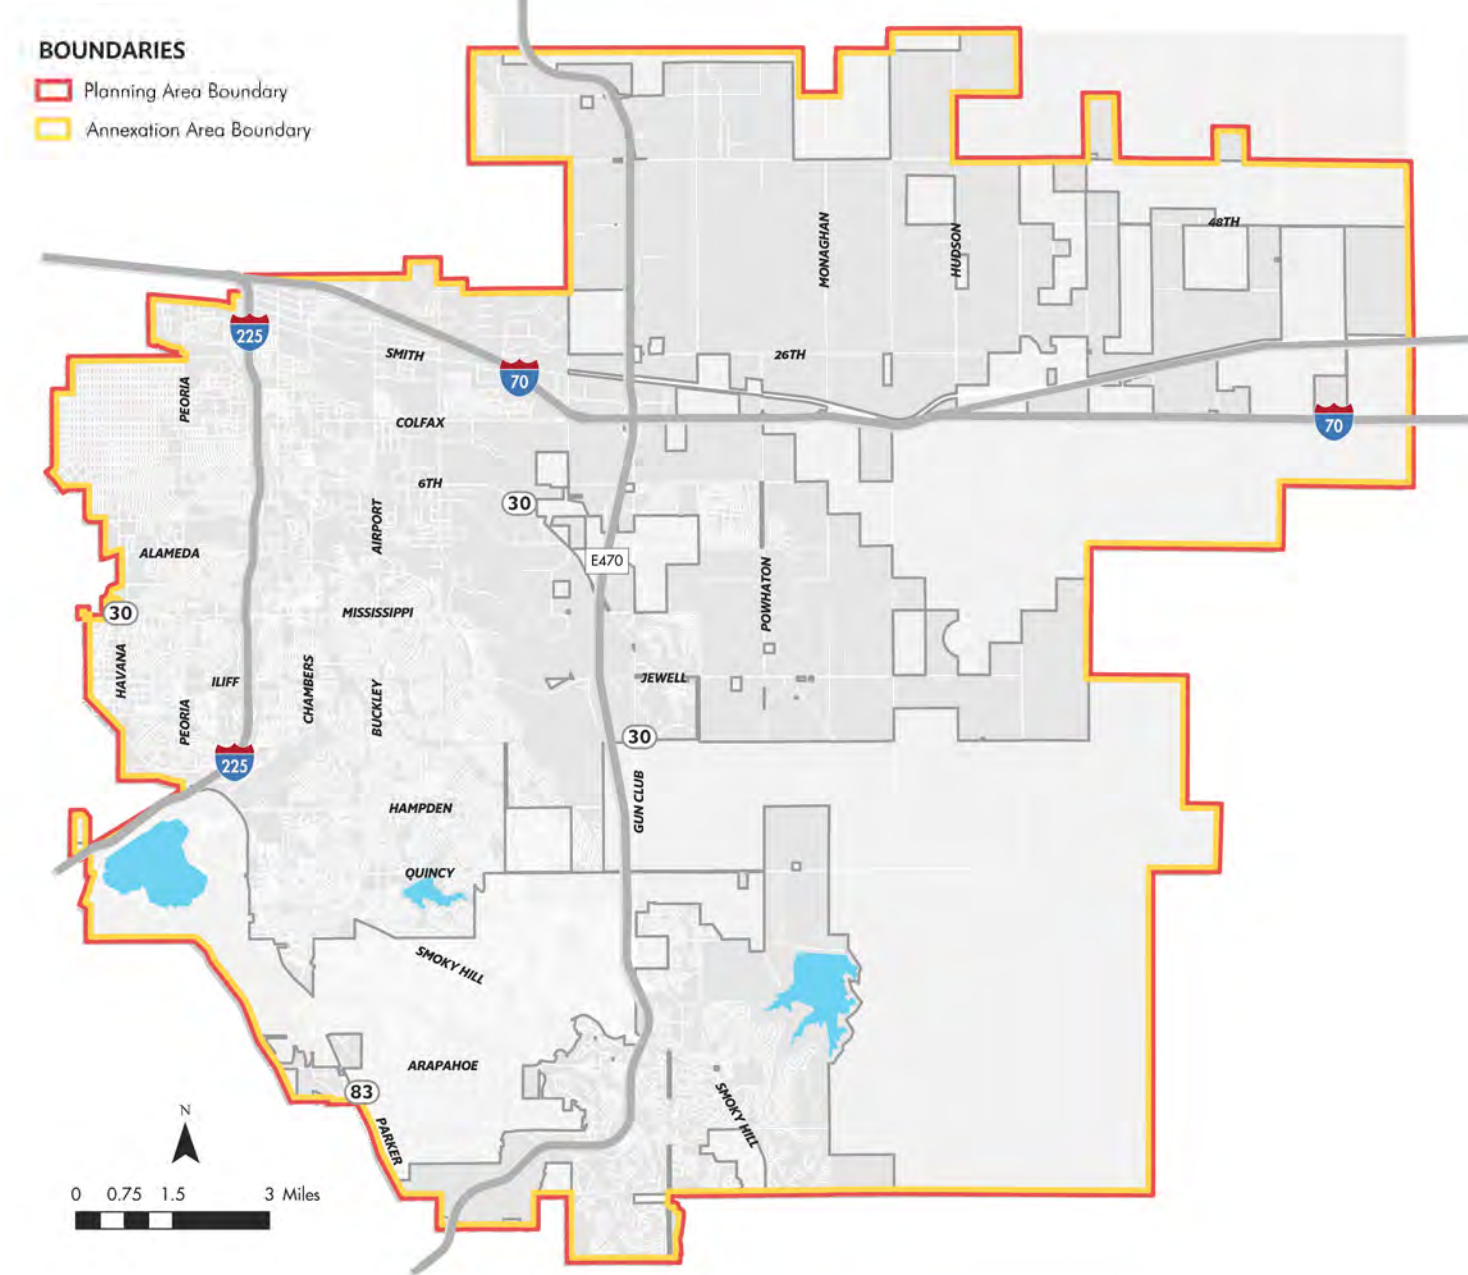 BOUNDARIES
Planning Area Boundary
Annexation Area Boundary
MONAGHAN
HUDSON
48TH
225
SMITH
26TH
70
PEORIA
COLFAX
70
6TH
30
AIRPORT
ALAMEDA
E470
POWHATON
30
MISSISSIPPI
HAVANA
ILIFF
CHAMBERS
BUCKLEY
JEWELL
PEORIA
30
225
GUN CLUB
HAMPDEN
QUINCY
SMOKY HILL
ARAPAHOE
83
SMOKY HILL
PARKER
N
0 0.75 1.5 3 Miles